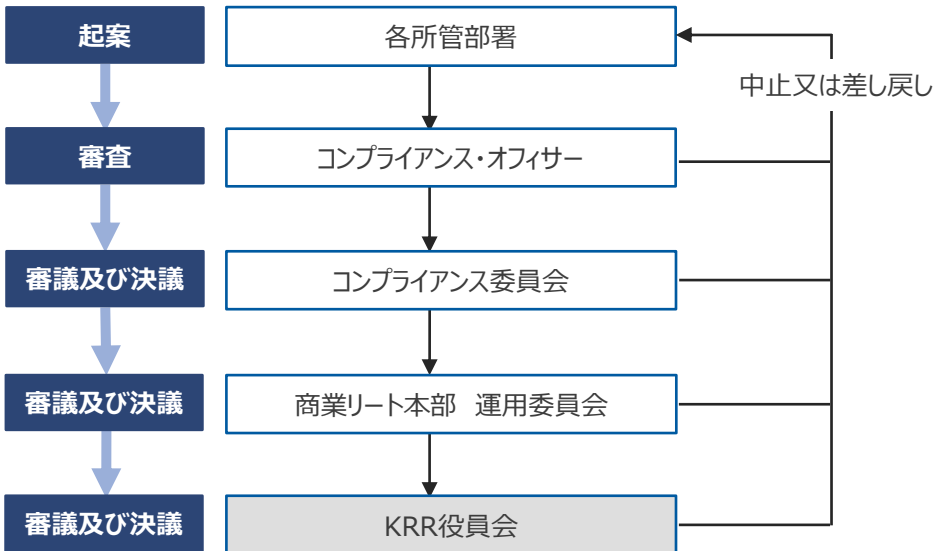 起案
各所管部署
中止又は差し戻し
審査
コンプライアンス・オフィサー
審議及び決議
コンプライアンス委員会
審議及び決議
商業リート本部　運用委員会
審議及び決議
KRR役員会